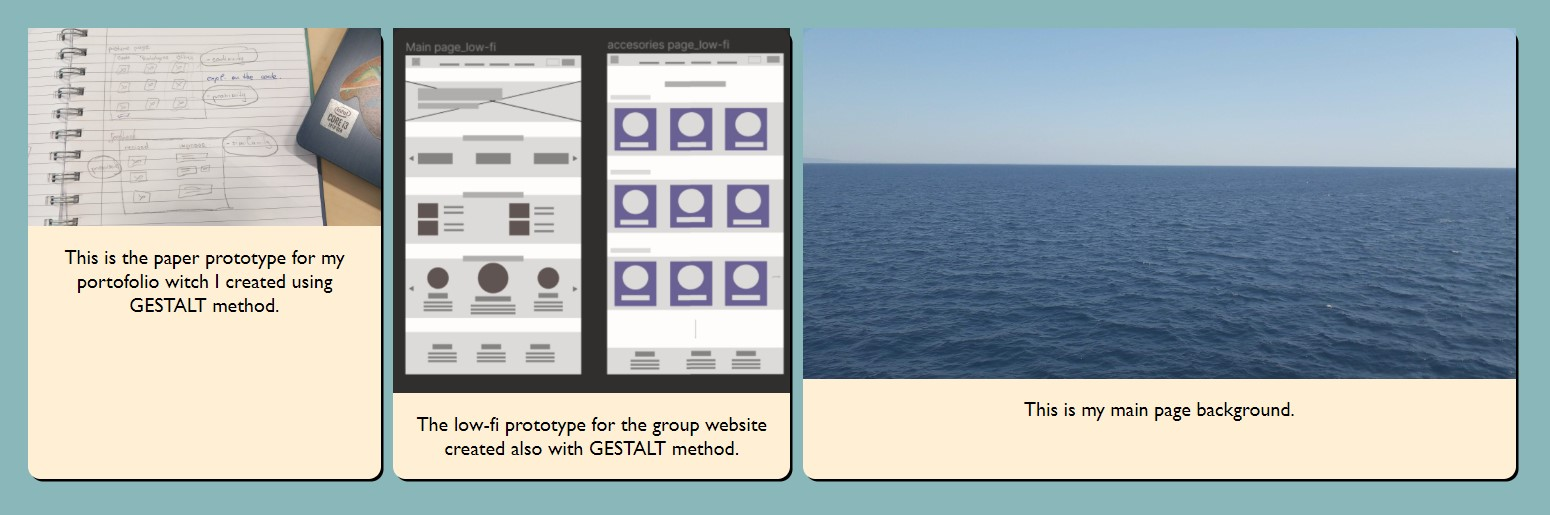 intel
CORE i3
This is the paper prototype for my
portofolio witch I created using
GESTALT method.
Main page_low-fi
accesories page_low-fi
The low-fi prototype for the group website
created also with GESTALT method.
This is my main page background.